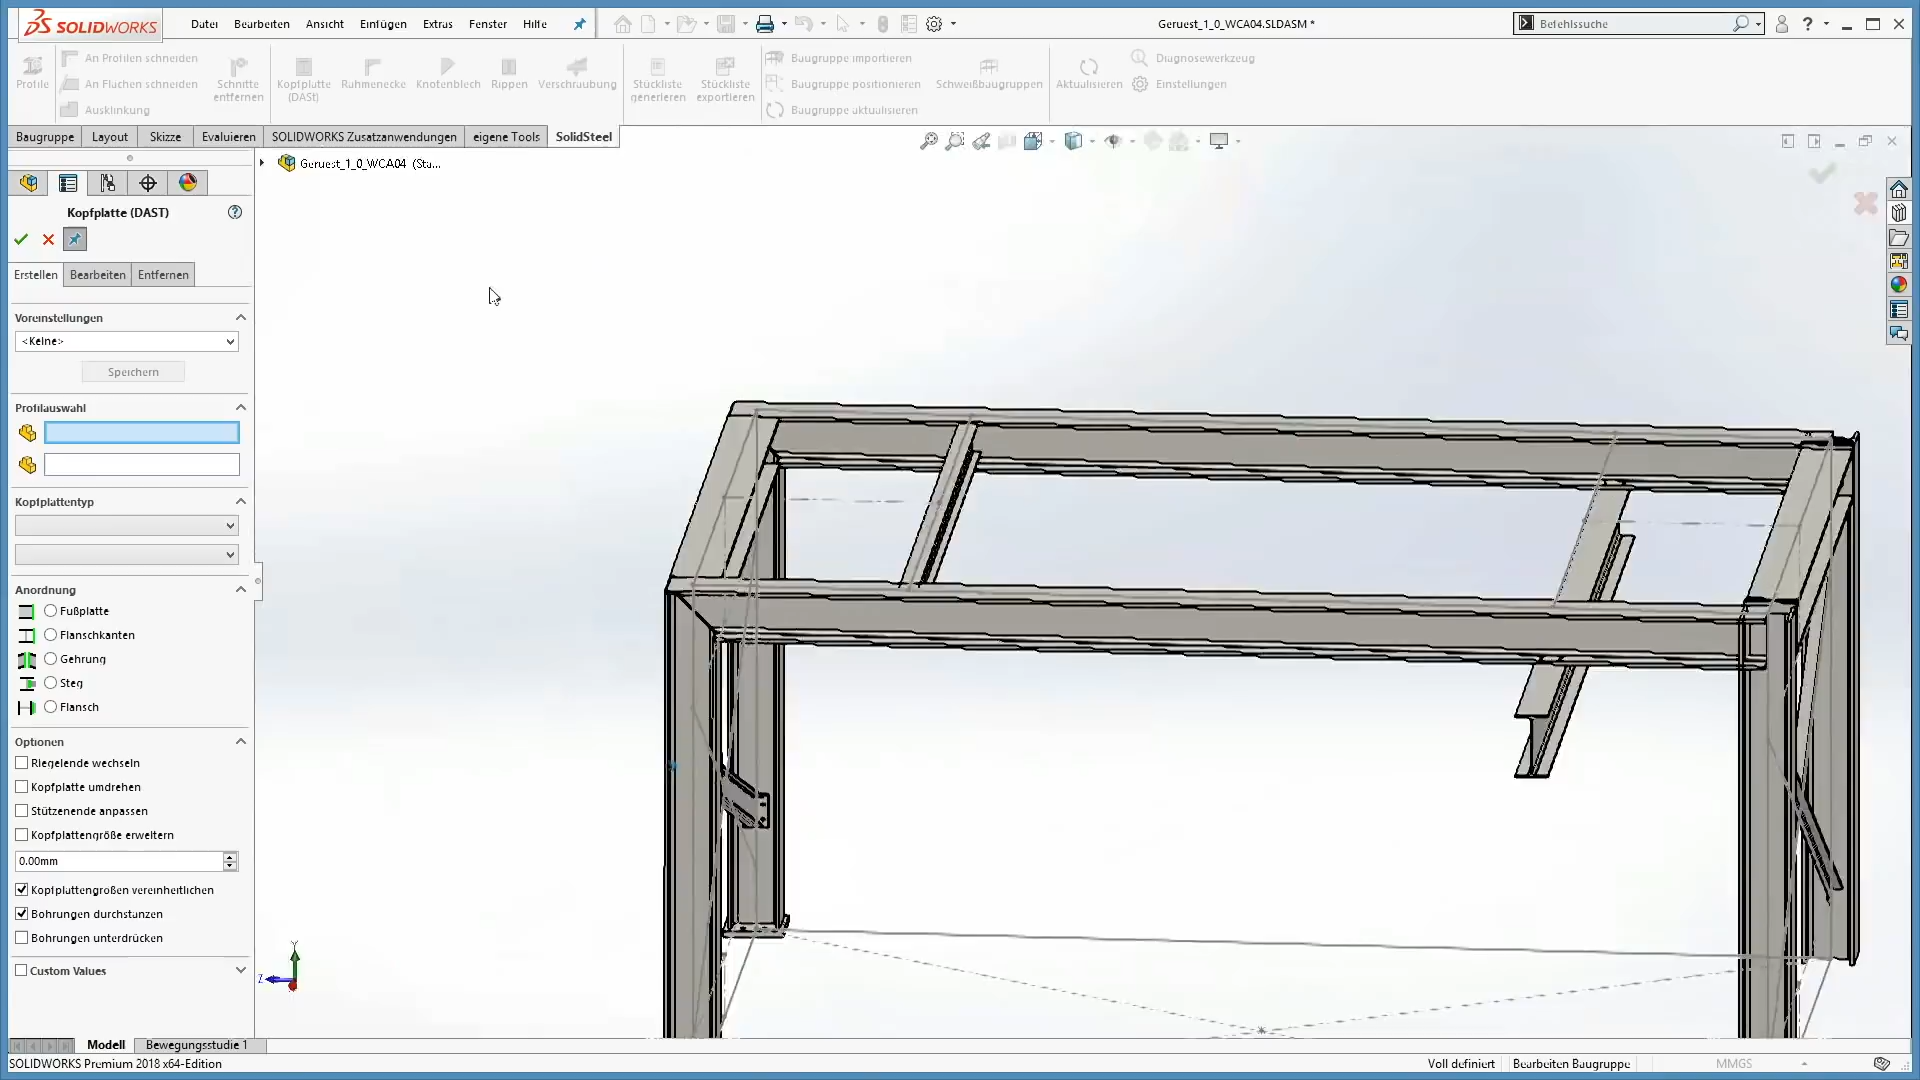 SOLIDWORKS Datei Bearbeiten Ansicht Einfügen Extras Fenster Hilfe Geruest_1_0_WCA04.SLDASM * Befehlssuche ?
Profile
An Profilen schneiden
An Flächen schneiden
Ausklinkung
Schnitte entfernen
Kopfplatte (DASt)
Rahmenecke
Knotenblech
Rippen
Verschraubung
Stückliste generieren
Stückliste exportieren
Baugruppe importieren
Baugruppe positionieren
Baugruppe aktualisieren
Schweißbaugruppen
Aktualisieren
Diagnosewerkzeug
Einstellungen
Baugruppe Layout Skizze Evaluieren SOLIDWORKS Zusatzanwendungen eigene Tools SolidSteel
Geruest_1_0_WCA04 (Sta...
Kopfplatte (DAST)
Erstellen Bearbeiten Entfernen
Voreinstellungen
<Keine>
Speichern
Profilauswahl
Kopfplattentyp
Anordnung
Fußplatte
Flanschkanten
Gehrung
Steg
Flansch
Optionen
Riegelende wechseln
Kopfplatte umdrehen
Stützenende anpassen
Kopfplattengröße erweitern
0.00mm
Kopfplattengrößen vereinheitlichen
Bohrungen durchstanzen
Bohrungen unterdrücken
Custom Values
Y
Z
Modell Bewegungsstudie 1
SOLIDWORKS Premium 2018 x64-Edition Voll definiert Bearbeiten Baugruppe MMGS